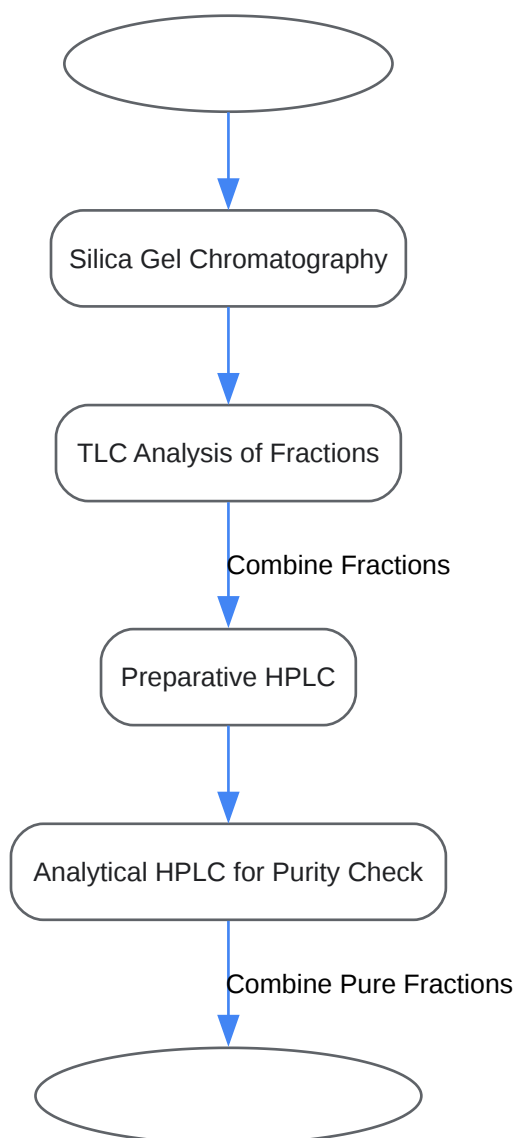 Silica Gel Chromatography
TLC Analysis of Fractions
Combine Fractions
Preparative HPLC
Analytical HPLC for Purity Check
Combine Pure Fractions